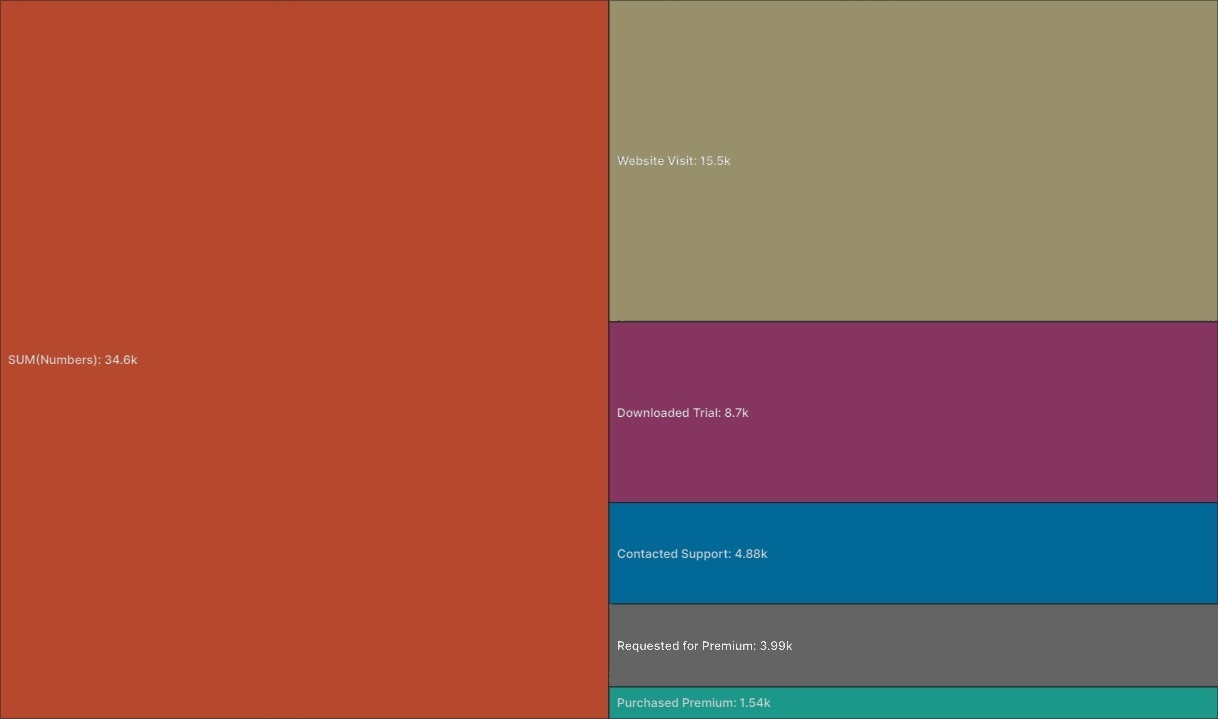 SUM(Numbers): 34.6k
Website Visit: 15.5k
Downloaded Trial: 8.7k
Contacted Support: 4.88k
Requested for Premium: 3.99k
Purchased Premium: 1.54k